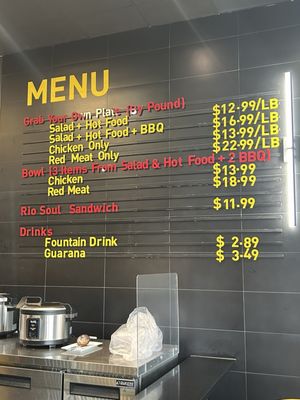 MENU
Grab Your Own Plate (By Pound)
Salad + Hot Food $12.99/LB
Salad + Hot Food + BBQ $16.99/LB
Chicken Only $13.99/LB
Red Meat Only $22.99/LB
Bowl (3 Items From Salad & Hot Food + 2 BBQ)
Chicken $13.99
Red Meat $18.99
Rio Soul Sandwich $11.99
Drinks
Fountain Drink $ 2.89
Guarana $ 3.49